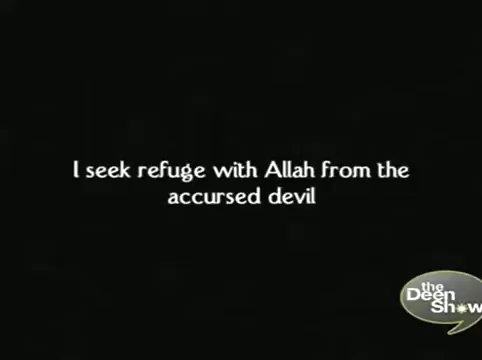 I seek refuge with Allah from the
accursed devil
the
Deen
Show